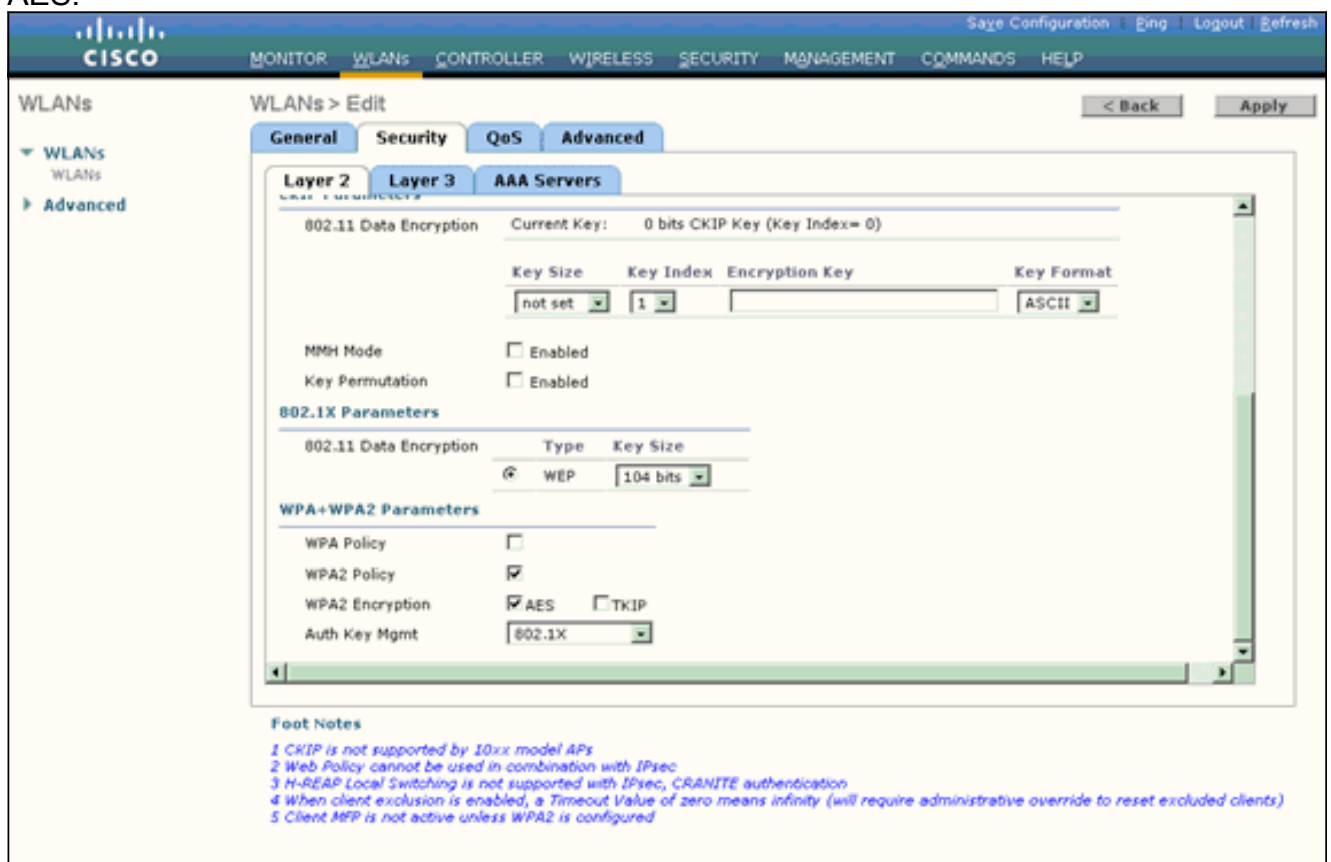 AES.
Save Configuration | Ping | Logout | Refresh
CISCO
MONITOR WLANs CONTROLLER WIRELESS SECURITY MANAGEMENT COMMANDS HELP
WLANs
WLANs
WLANs
Advanced
WLANs > Edit
< Back Apply
General Security QoS Advanced
Layer 2 Layer 3 AAA Servers
CKIP Parameters
802.11 Data Encryption Current Key: 0 bits CKIP Key (Key Index= 0)
Key Size Key Index Encryption Key Key Format
not set 1 ASCII
MMH Mode Enabled
Key Permutation Enabled
802.1X Parameters
802.11 Data Encryption Type Key Size
WEP 104 bits
WPA+WPA2 Parameters
WPA Policy
WPA2 Policy
WPA2 Encryption AES TKIP
Auth Key Mgmt 802.1X
Foot Notes
1 CKIP is not supported by 10xx model APs
2 Web Policy cannot be used in combination with IPsec
3 H-REAP Local Switching is not supported with IPsec, CRANITE authentication
4 When client exclusion is enabled, a Timeout Value of zero means infinity (will require administrative override to reset excluded clients)
5 Client MFP is not active unless WPA2 is configured